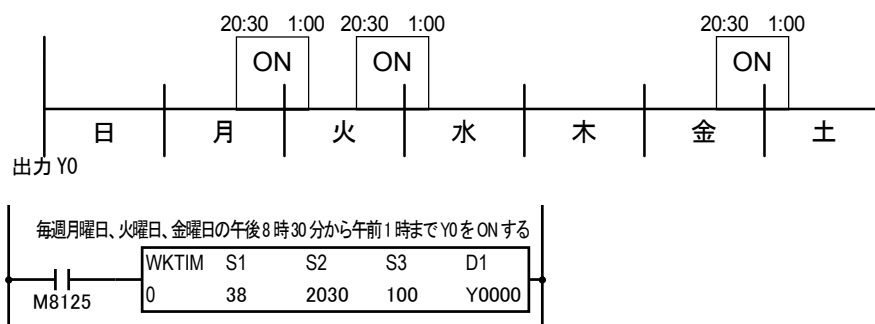 20:30 1:00 20:30 1:00 20:30 1:00
ON ON ON
日 月 火 水 木 金 土
出力 Y0
毎週月曜日、火曜日、金曜日の午後8時30分から午前1時までY0をONする
WKTIM S1 S2 S3 D1
0 38 2030 100 Y0000
M8125